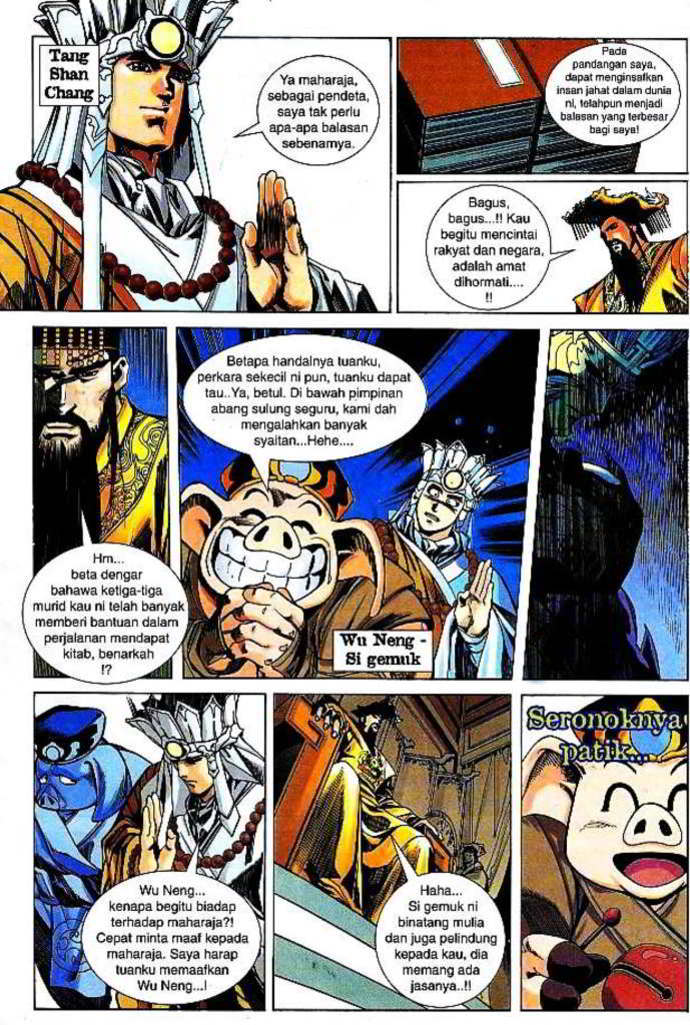 Tang
Shan
Chang
Ya maharaja,
sebagai pendeta,
saya tak perlu
apa-apa balasan
sebenarnya.
Pada
pandangan saya,
dapat menginsafkan
insan jahat dalam dunia
ni, telahpun menjadi
balasan yang terbesar
bagi saya!
Bagus,
bagus...!! Kau
begitu mencintai
rakyat dan negara,
adalah amat
dihormati....
!!
Hm...
beta dengar
bahawa ketiga-tiga
murid kau ni telah banyak
memberi bantuan dalam
perjalanan mendapat
kitab, benarkah
!?
Betapa handalnya tuanku,
perkara sekecil ni pun, tuanku dapat
tau..Ya, betul. Di bawah pimpinan
abang sulung seguru, kami dah
mengalahkan banyak
syaitan...Hehe....
Wu Neng -
Si gemuk
Wu Neng...
kenapa begitu biadap
terhadap maharaja?!
Cepat minta maaf kepada
maharaja. Saya harap
tuanku memaafkan
Wu Neng...!
Haha...
Si gemuk ni
binatang mulia
dan juga pelindung
kepada kau, dia
memang ada
jasanya..!!
Seronoknya
patik...